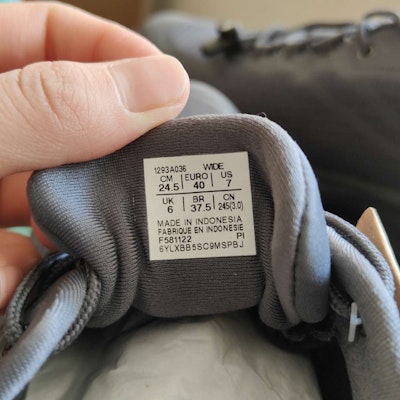 1293A036 WIDE
CM EURO US
24.5 40 7
UK BR CN
6 37.5 245(3.0)
MADE IN INDONESIA
FABRIQUE EN INDONESIE
F581122 PI
6YLXBB5SC9MSPBJ